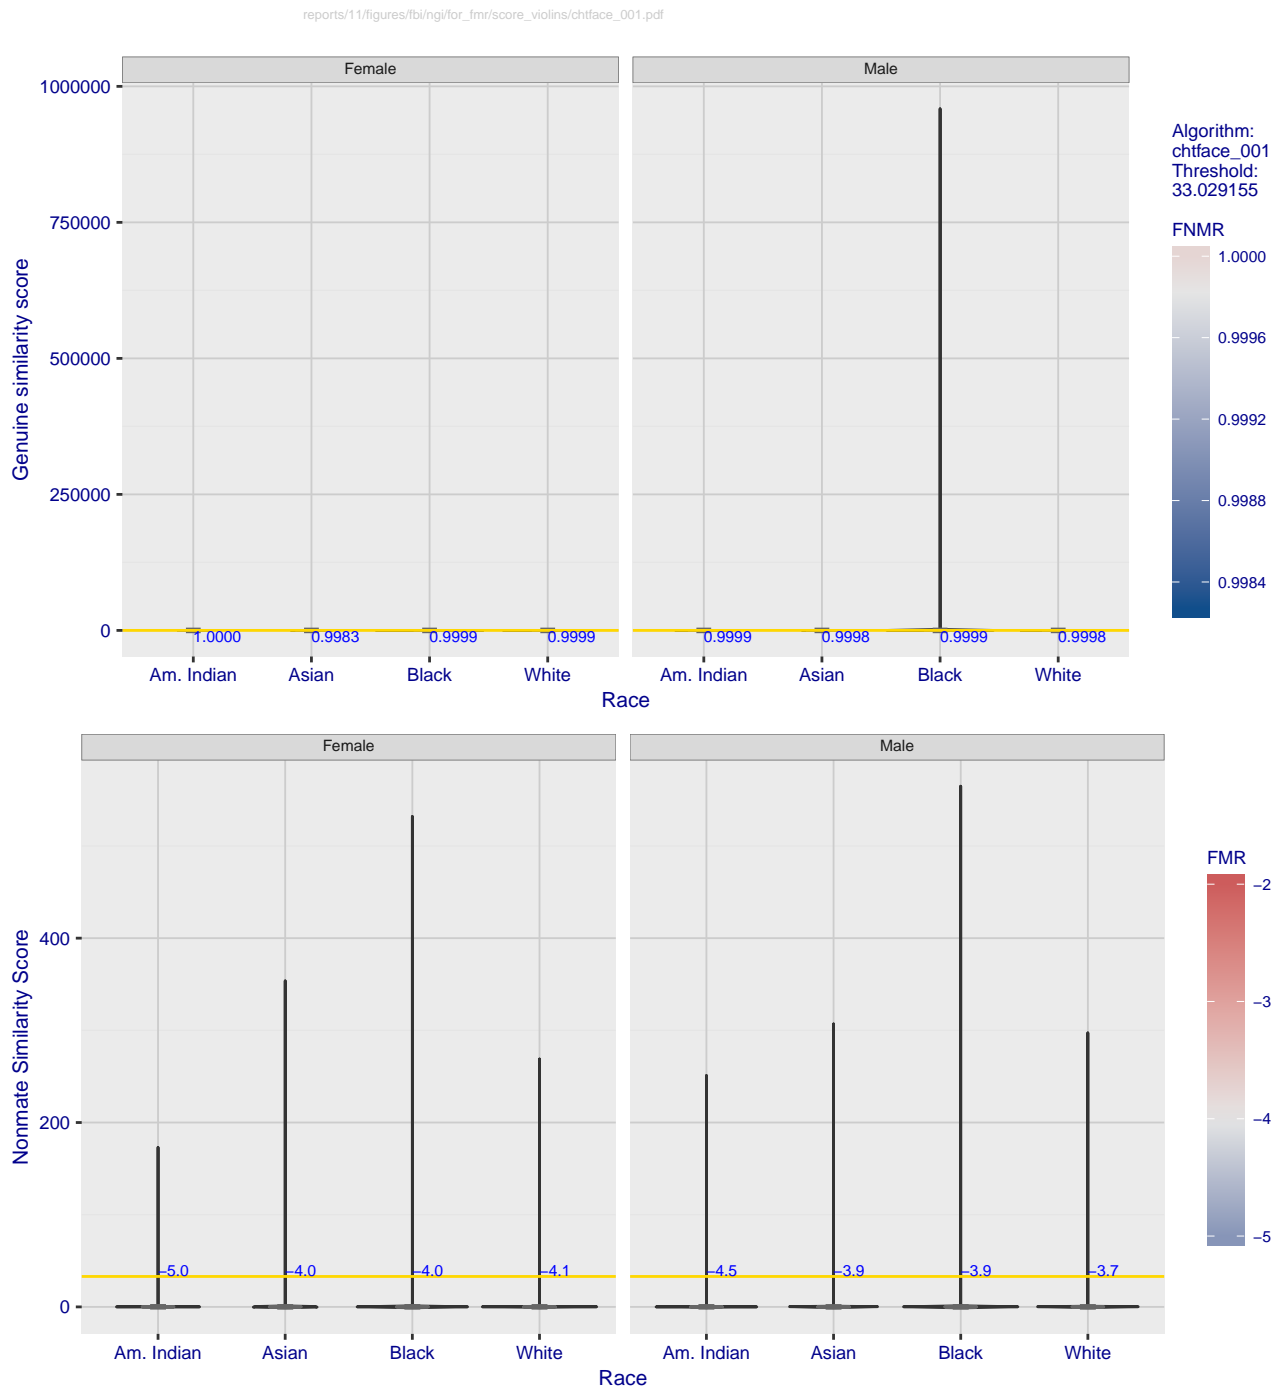 reports/11/figures/fbi/ngi/for_fmr/score_violins/chtface_001.pdf
Female
Male
Genuine similarity score
1000000
750000
500000
250000
0
1.0000
0.9983
0.9999
0.9999
0.9999
0.9998
0.9999
0.9998
Am. Indian
Asian
Black
White
Am. Indian
Asian
Black
White
Race
Algorithm:
chtface_001
Threshold:
33.029155
FNMR
1.0000
0.9996
0.9992
0.9988
0.9984
Female
Male
Nonmate Similarity Score
400
200
0
−5.0
−4.0
−4.0
−4.1
−4.5
−3.9
−3.9
−3.7
Am. Indian
Asian
Black
White
Am. Indian
Asian
Black
White
Race
FMR
−2
−3
−4
−5